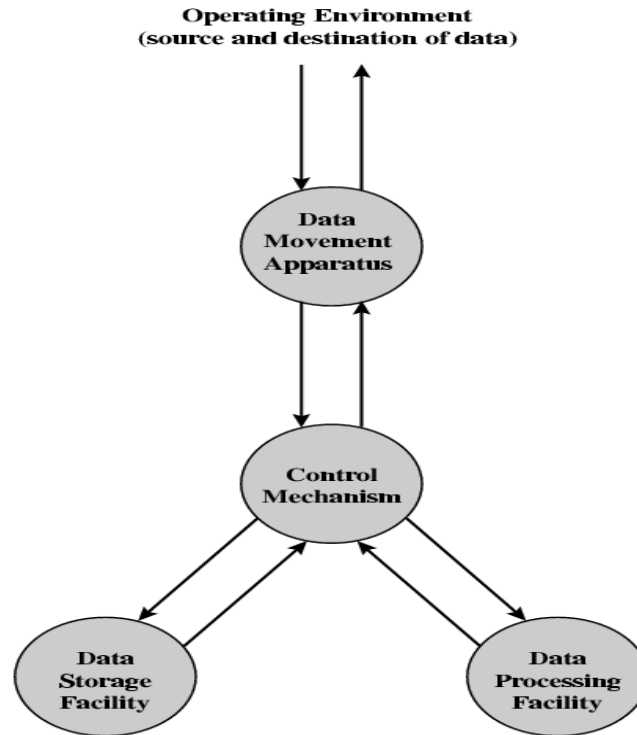 Operating Environment
(source and destination of data)
Data
Movement
Apparatus
Control
Mechanism
Data
Storage
Facility
Data
Processing
Facility